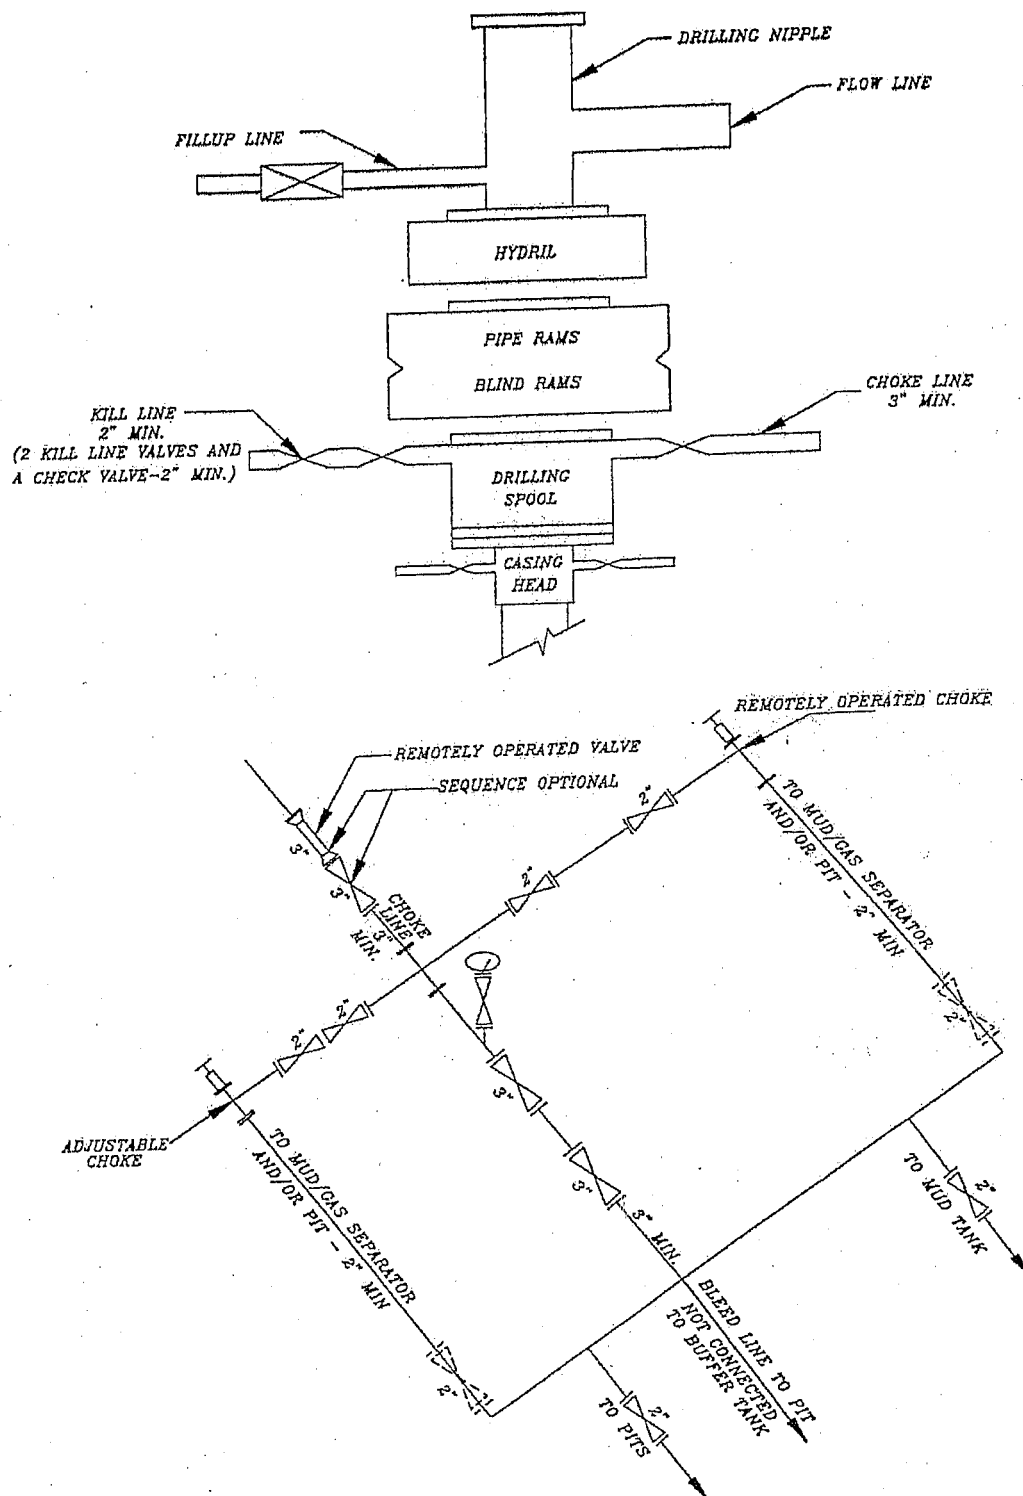 DRILLING NIPPLE
FLOW LINE
FILLUP LINE
HYDRIL
PIPE RAMS
BLIND RAMS
CHOKE LINE
3" MIN.
KILL LINE
2" MIN.
(2 KILL LINE VALVES AND
A CHECK VALVE-2" MIN.)
DRILLING
SPOOL
CASING
HEAD
REMOTELY OPERATED CHOKE
REMOTELY OPERATED VALVE
SEQUENCE OPTIONAL
3"
3"
CHOKE
LINE
3"
MIN.
2"
2"
TO MUD/GAS SEPARATOR
AND/OR PIT - 2" MIN
2"
2"
2"
3"
3"
3" MIN.
ADJUSTABLE
CHOKE
TO MUD/GAS SEPARATOR
AND/OR PIT - 2" MIN
2"
2"
TO MUD TANK
BLEED LINE TO PIT
NOT CONNECTED
TO BUFFER TANK
2"
TO PITS